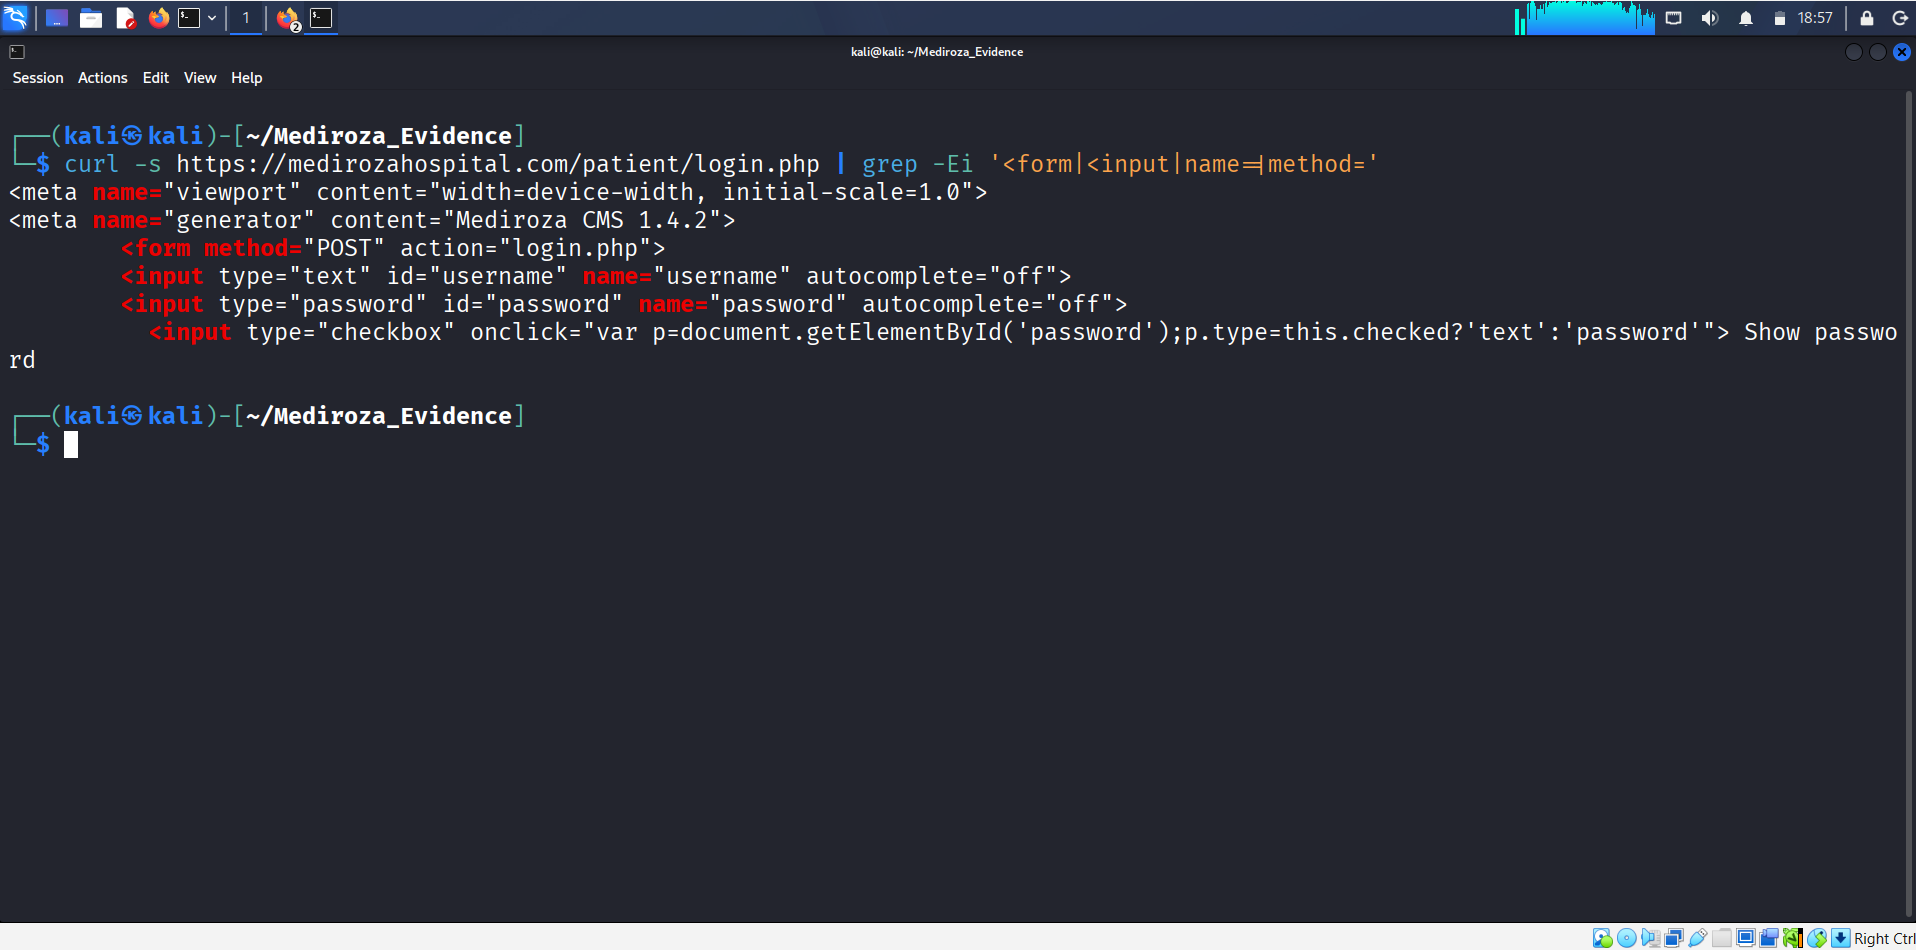 1
2
18:57
kali@kali: ~/Mediroza_Evidence
Session Actions Edit View Help
┌──(kali㉿kali)-[~/Mediroza_Evidence]
└─$ curl -s https://medirozahospital.com/patient/login.php | grep -Ei '<form|<input|name=|method='
<meta name="viewport" content="width=device-width, initial-scale=1.0">
<meta name="generator" content="Mediroza CMS 1.4.2">
<form method="POST" action="login.php">
<input type="text" id="username" name="username" autocomplete="off">
<input type="password" id="password" name="password" autocomplete="off">
<input type="checkbox" onclick="var p=document.getElementById('password');p.type=this.checked?'text':'password'"> Show passwo
rd
┌──(kali㉿kali)-[~/Mediroza_Evidence]
└─$
Right Ctrl